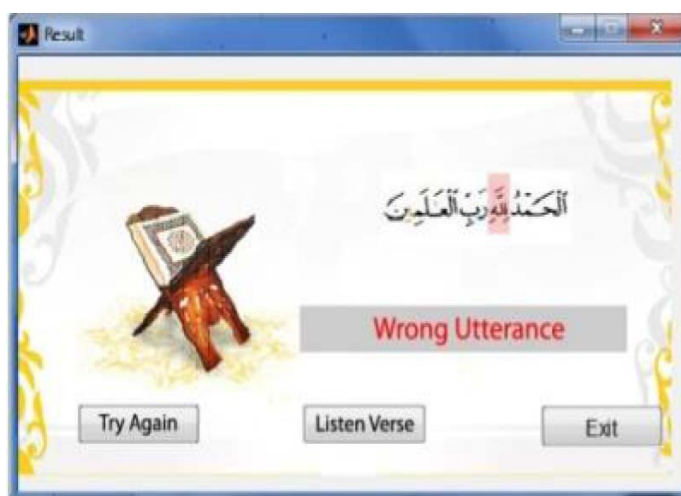 Result
ٱلْحَمْدُ لِلَّهِ رَبِّ ٱلْعَـٰلَمِينَ
Wrong Utterance
Try Again
Listen Verse
Exit